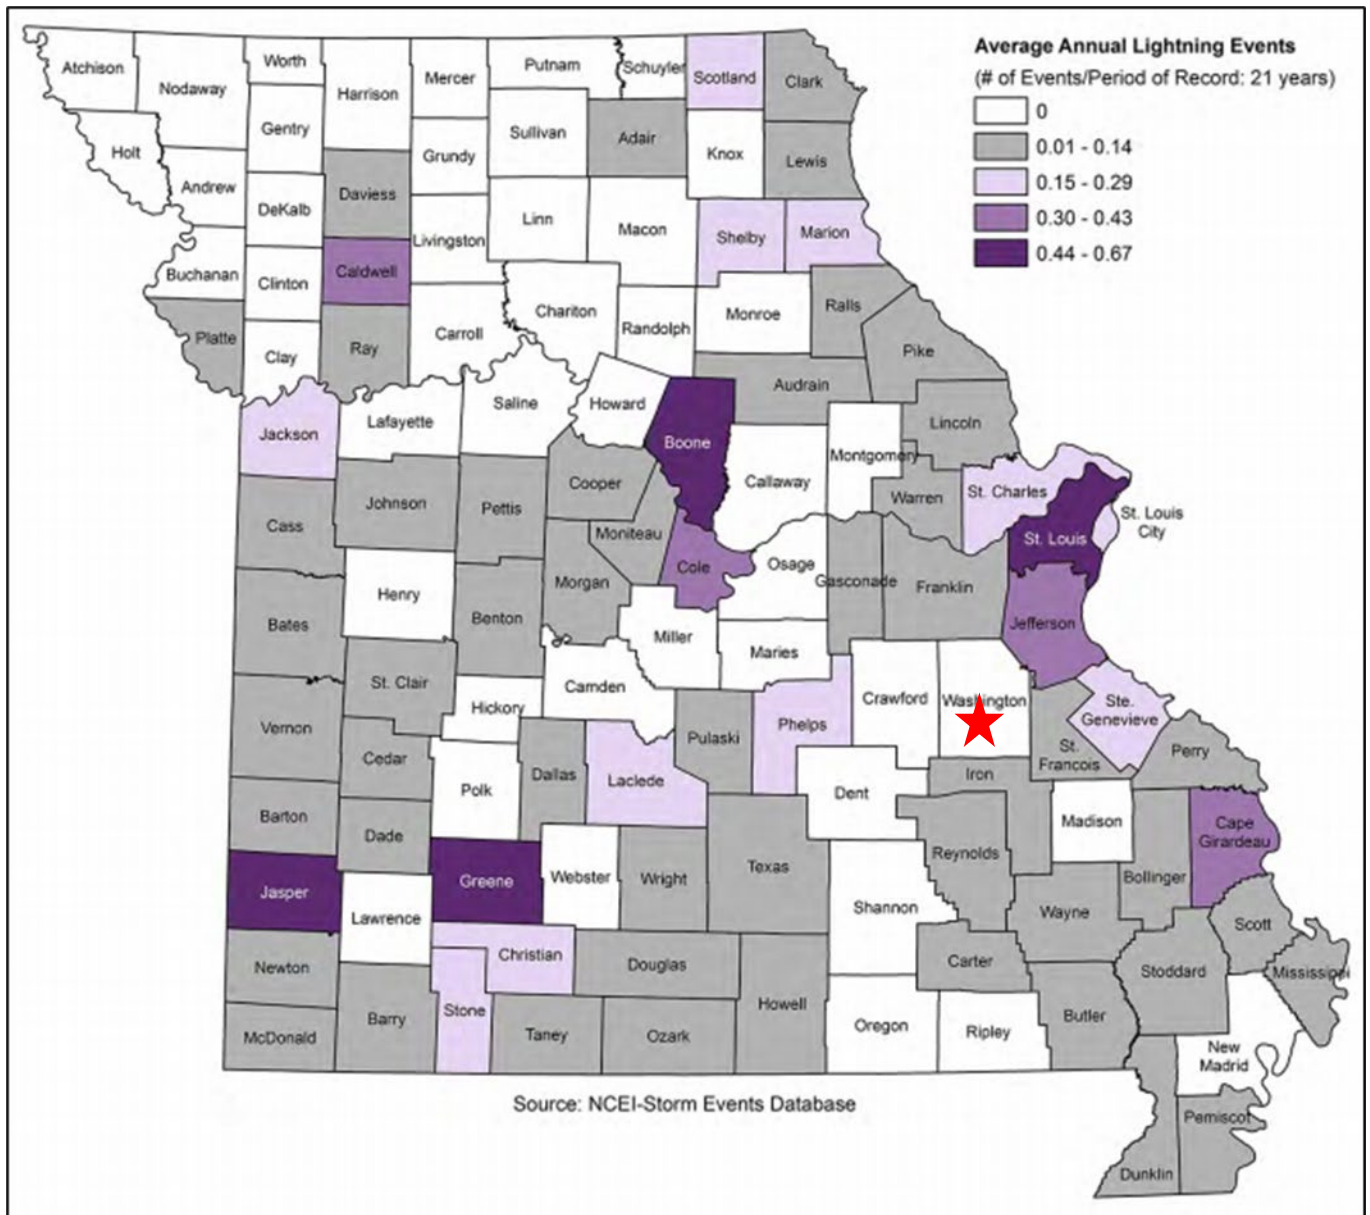 Average Annual Lightning Events
(# of Events/Period of Record: 21 years)
0
0.01 - 0.14
0.15 - 0.29
0.30 - 0.43
0.44 - 0.67
Atchison
Nodaway
Worth
Harrison
Mercer
Putnam
Schuyler
Scotland
Clark
Holt
Gentry
Sullivan
Adair
Knox
Lewis
Andrew
DeKalb
Daviess
Grundy
Linn
Macon
Shelby
Marion
Buchanan
Clinton
Caldwell
Livingston
Chariton
Randolph
Monroe
Ralls
Pike
Platte
Clay
Ray
Carroll
Audrain
Jackson
Lafayette
Saline
Howard
Boone
Callaway
Montgomery
Lincoln
Cass
Johnson
Pettis
Cooper
Moniteau
Warren
St. Charles
St. Louis
St. Louis
City
Henry
Morgan
Cole
Osage
Gasconade
Franklin
Jefferson
Bates
Benton
Miller
Maries
St. Clair
Camden
Crawford
Washington
Ste.
Genevieve
Vernon
Hickory
Pulaski
Phelps
St.
Francois
Perry
Cedar
Polk
Dallas
Laclede
Dent
Iron
Barton
Dade
Madison
Cape
Girardeau
Jasper
Greene
Webster
Wright
Texas
Reynolds
Bollinger
Lawrence
Shannon
Wayne
Scott
Newton
Christian
Douglas
Carter
Stoddard
Mississippi
McDonald
Barry
Stone
Taney
Ozark
Howell
Oregon
Ripley
Butler
New
Madrid
Pemiscot
Dunklin
Source: NCEI-Storm Events Database